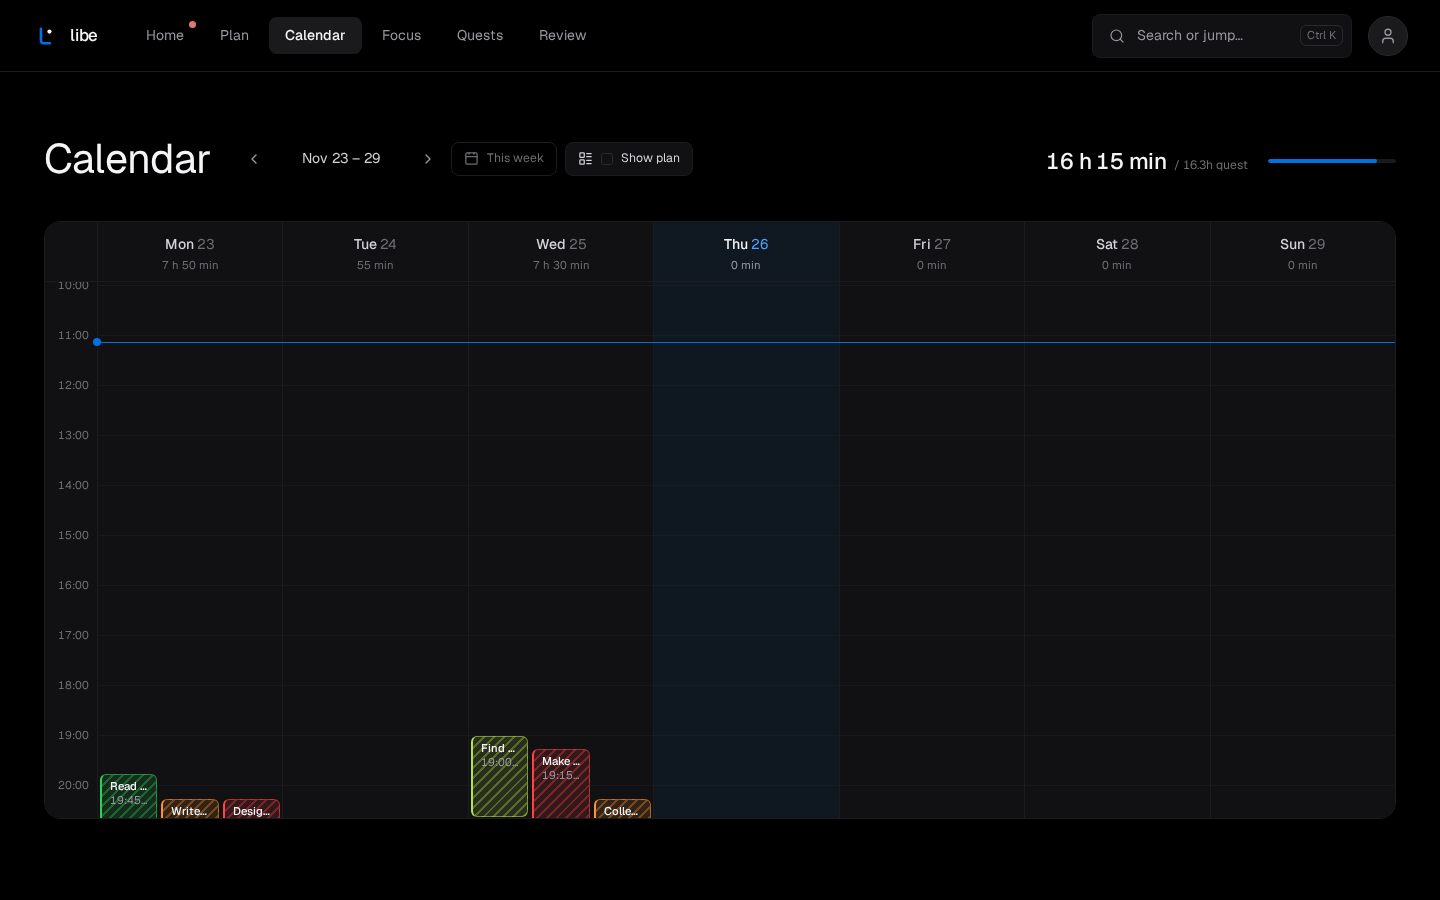 libe
Home
Plan
Calendar
Focus
Quests
Review
Search or jump...
Ctrl K
Calendar
Nov 23 – 29
This week
Show plan
16 h 15 min / 16.3h quest
Mon 23
7 h 50 min
Tue 24
55 min
Wed 25
7 h 30 min
Thu 26
0 min
Fri 27
0 min
Sat 28
0 min
Sun 29
0 min
10:00
11:00
12:00
13:00
14:00
15:00
16:00
17:00
18:00
19:00
20:00
Read ...
19:45...
Write...
Desig...
Find ...
19:00...
Make ...
19:15...
Colle...